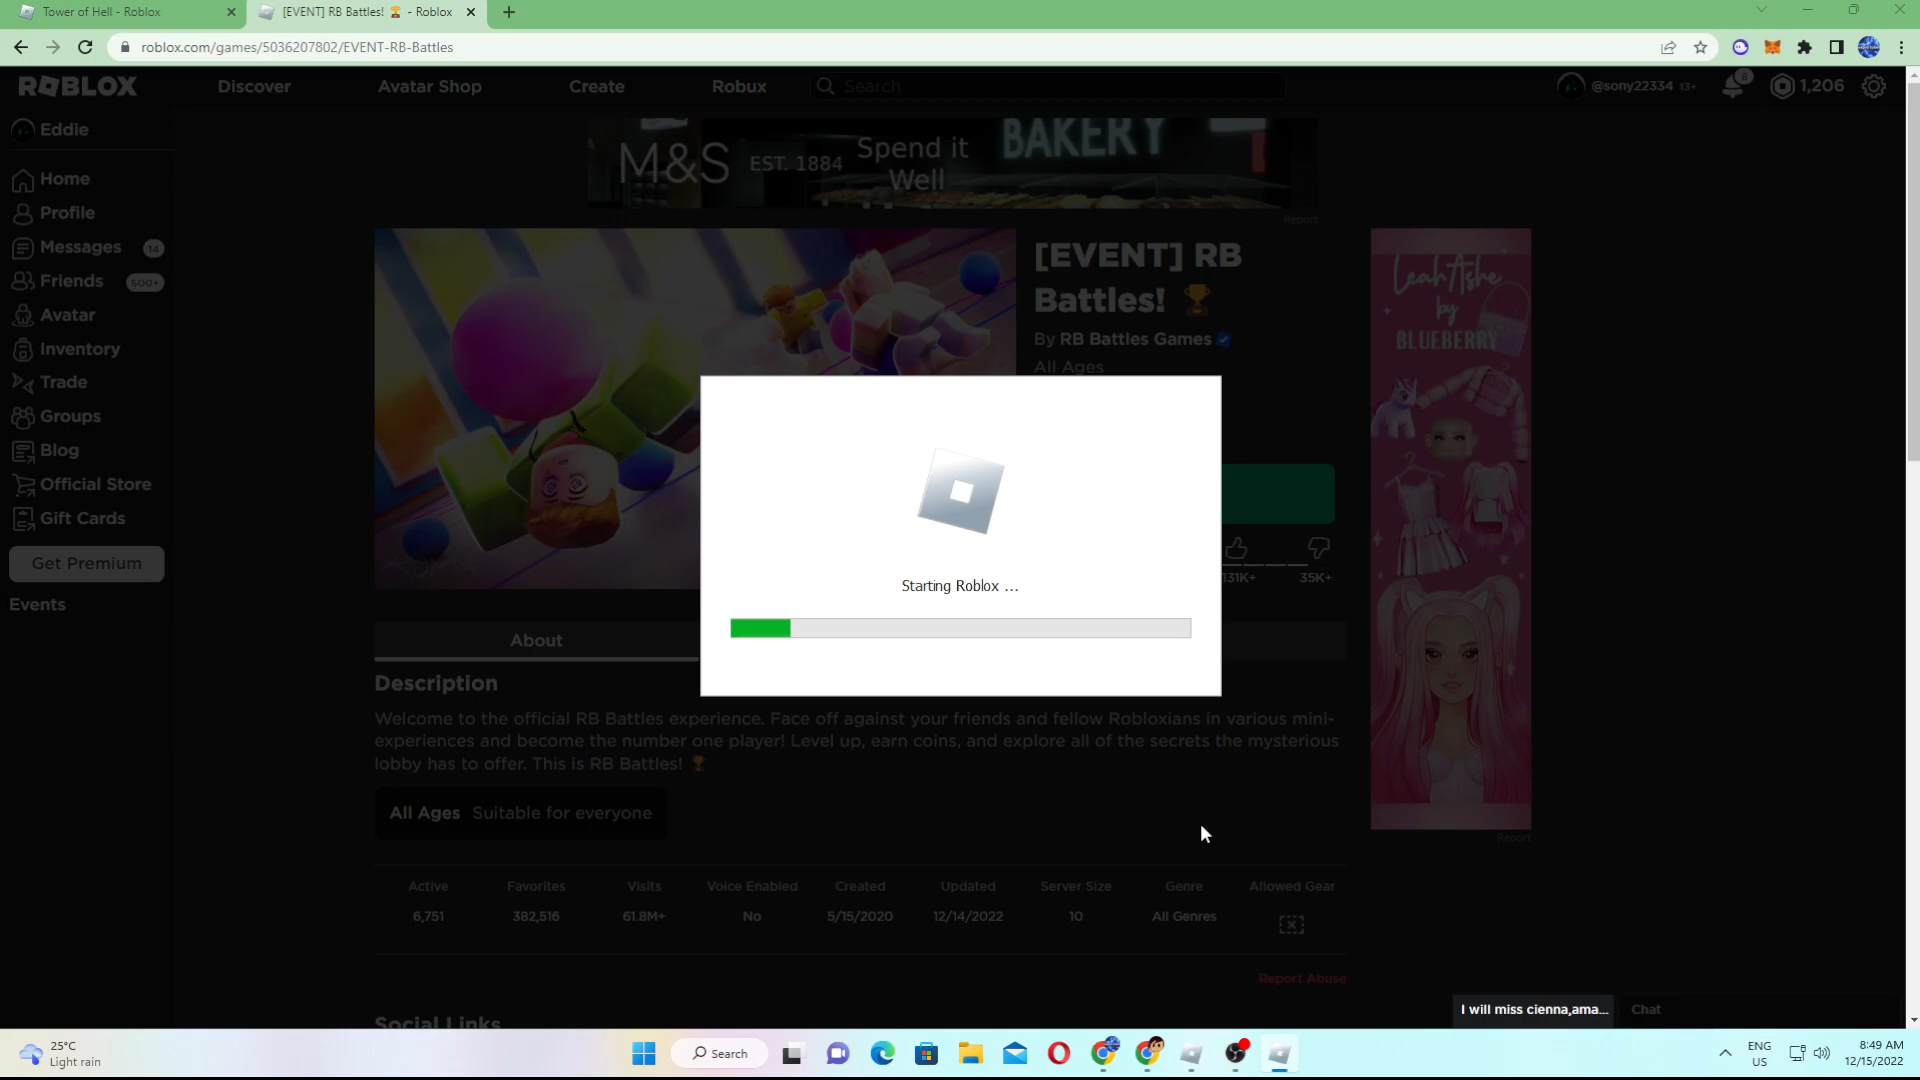 Tower of Hell - Roblox
[EVENT] RB Battles! 🏆 - Roblox
roblox.com/games/5036207802/EVENT-RB-Battles
ROBLOX
Discover
Avatar Shop
Create
Robux
Search
@sony22334 13+
8
1,206
Eddie
Home
Profile
Messages 14
Friends 500+
Avatar
Inventory
Trade
Groups
Blog
Official Store
Gift Cards
Get Premium
Events
M&S EST. 1884
Spend it
Well
BAKERY
Report
[EVENT] RB
Battles! 🏆
By RB Battles Games
All Ages
Starting Roblox ...
131K+
35K+
LeahAshe
by
BLUEBERRY
Report
About
Description
Welcome to the official RB Battles experience. Face off against your friends and fellow Robloxians in various mini-
experiences and become the number one player! Level up, earn coins, and explore all of the secrets the mysterious
lobby has to offer. This is RB Battles! 🏆
All Ages Suitable for everyone
Active Favorites Visits Voice Enabled Created Updated Server Size Genre Allowed Gear
6,751 382,516 61.8M+ No 5/15/2020 12/14/2022 10 All Genres
Report Abuse
Social Links
I will miss cienna,ama...
Chat
25°C
Light rain
Search
ENG
US
8:49 AM
12/15/2022